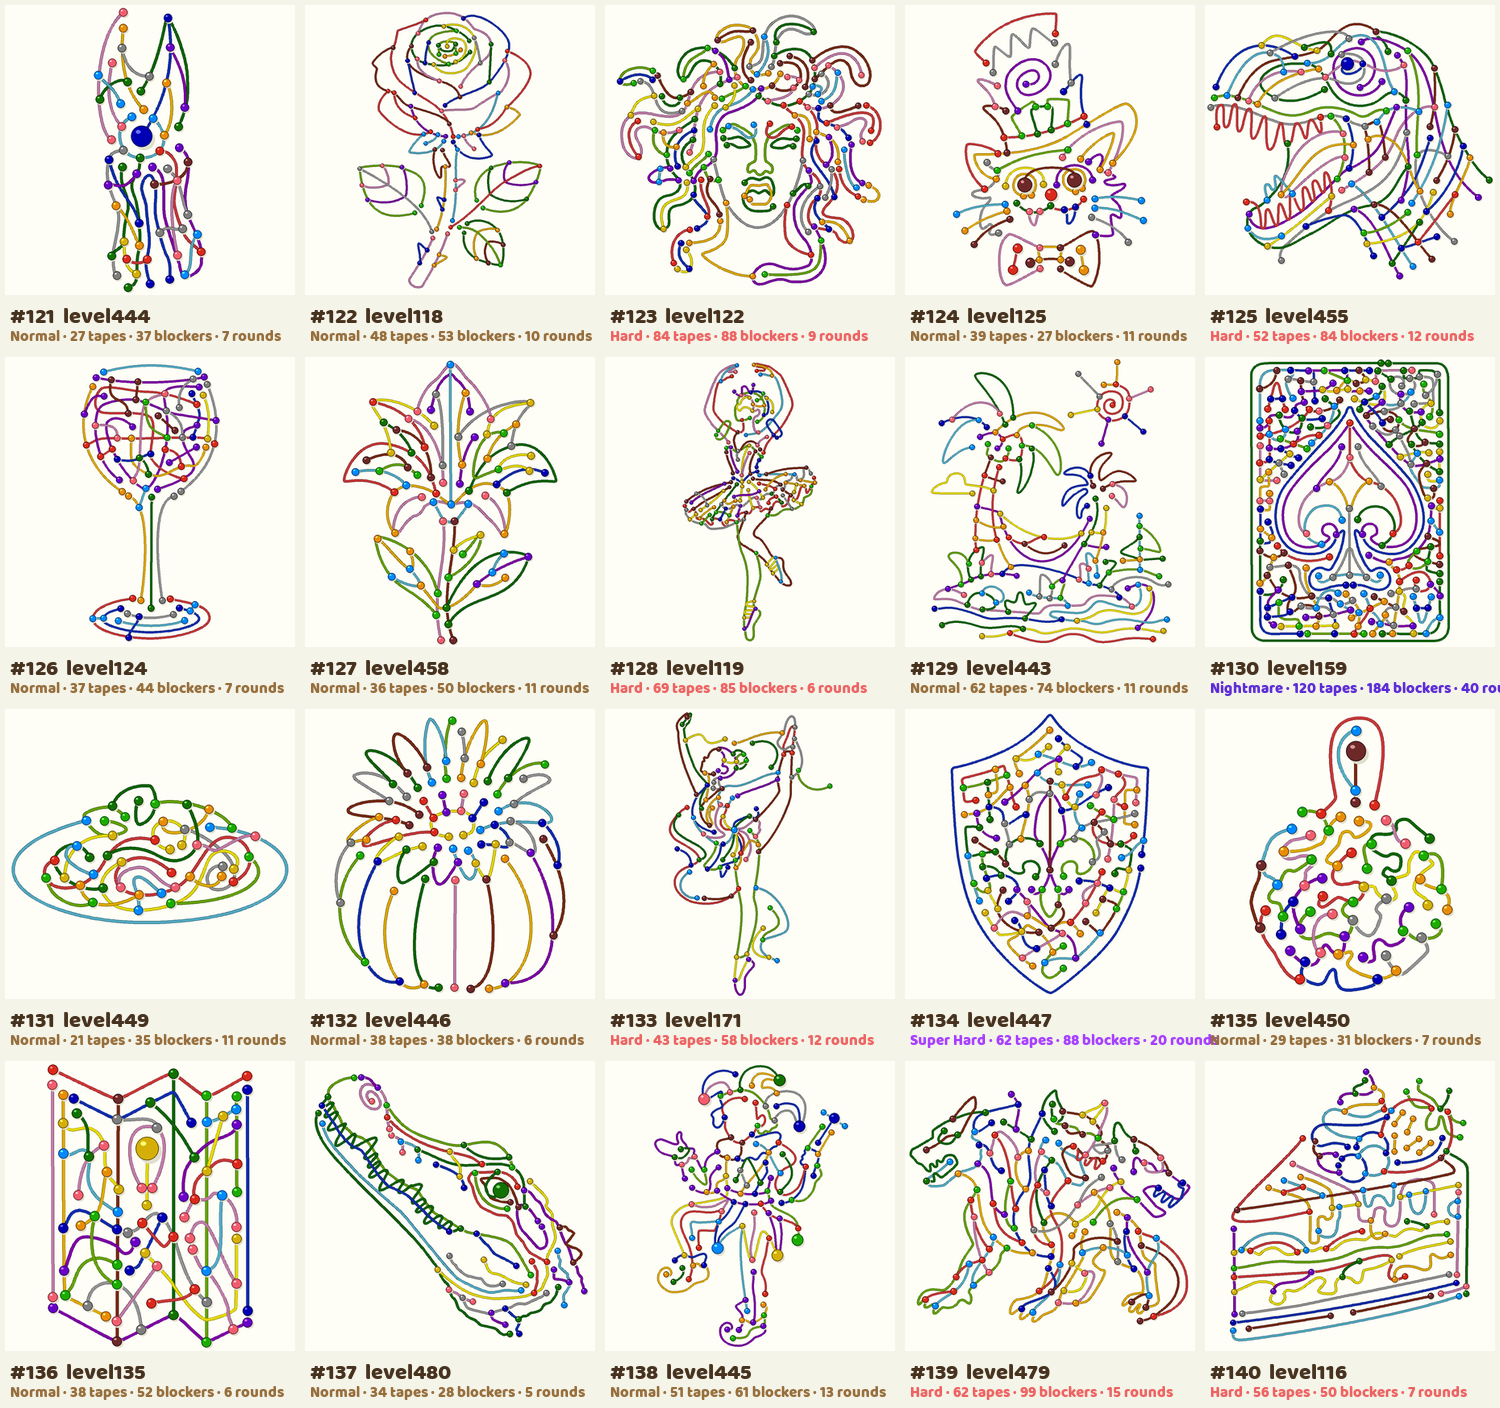 #121 level444
Normal · 27 tapes · 37 blockers · 7 rounds
#122 level118
Normal · 48 tapes · 53 blockers · 10 rounds
#123 level122
Hard · 84 tapes · 88 blockers · 9 rounds
#124 level125
Normal · 39 tapes · 27 blockers · 11 rounds
#125 level455
Hard · 52 tapes · 84 blockers · 12 rounds
#126 level124
Normal · 37 tapes · 44 blockers · 7 rounds
#127 level458
Normal · 36 tapes · 50 blockers · 11 rounds
#128 level119
Hard · 69 tapes · 85 blockers · 6 rounds
#129 level443
Normal · 62 tapes · 74 blockers · 11 rounds
#130 level159
Nightmare · 120 tapes · 184 blockers · 40 rou
#131 level449
Normal · 21 tapes · 35 blockers · 11 rounds
#132 level446
Normal · 38 tapes · 38 blockers · 6 rounds
#133 level171
Hard · 43 tapes · 58 blockers · 12 rounds
#134 level447
Super Hard · 62 tapes · 88 blockers · 20 rounds
#135 level450
Normal · 29 tapes · 31 blockers · 7 rounds
#136 level135
Normal · 38 tapes · 52 blockers · 6 rounds
#137 level480
Normal · 34 tapes · 28 blockers · 5 rounds
#138 level445
Normal · 51 tapes · 61 blockers · 13 rounds
#139 level479
Hard · 62 tapes · 99 blockers · 15 rounds
#140 level116
Hard · 56 tapes · 50 blockers · 7 rounds